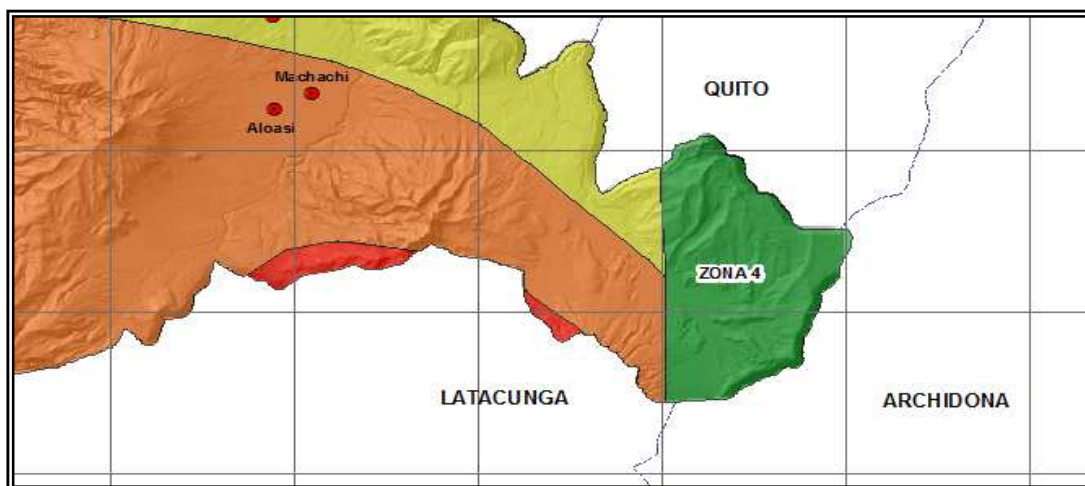 Machachi
QUITO
Aloasi
ZONA 4
LATACUNGA
ARCHIDONA